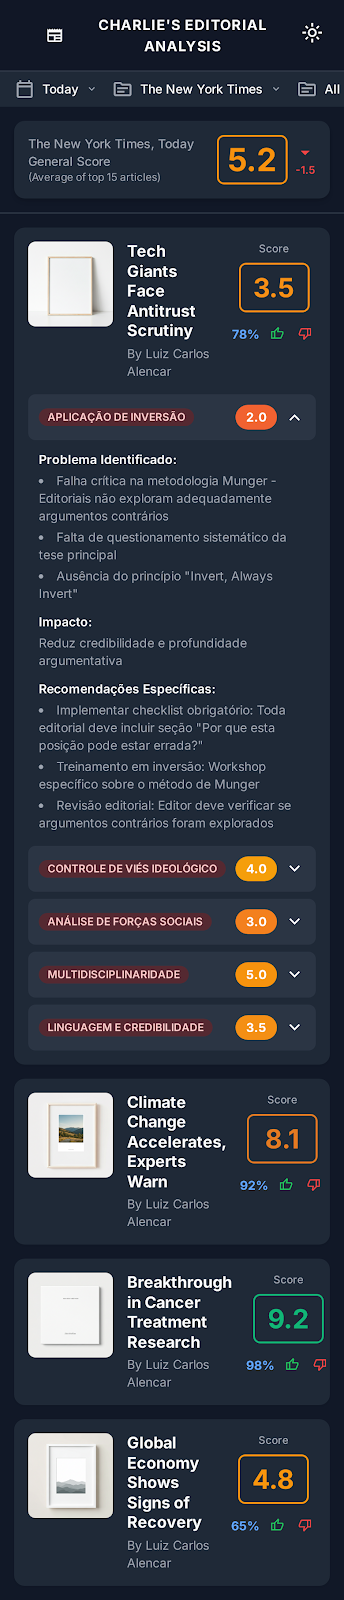 CHARLIE'S EDITORIAL
ANALYSIS
Today
The New York Times
All
The New York Times, Today
General Score
(Average of top 15 articles)
5.2
-1.5
Tech
Giants
Face
Antitrust
Scrutiny
By Luiz Carlos
Alencar
Score
3.5
78%
APLICAÇÃO DE INVERSÃO
2.0
Problema Identificado:
• Falha crítica na metodologia Munger -
Editoriais não exploram adequadamente
argumentos contrários
• Falta de questionamento sistemático da
tese principal
• Ausência do princípio "Invert, Always
Invert"
Impacto:
Reduz credibilidade e profundidade
argumentativa
Recomendações Específicas:
• Implementar checklist obrigatório: Toda
editorial deve incluir seção "Por que esta
posição pode estar errada?"
• Treinamento em inversão: Workshop
específico sobre o método de Munger
• Revisão editorial: Editor deve verificar se
argumentos contrários foram explorados
CONTROLE DE VIÉS IDEOLÓGICO
4.0
ANÁLISE DE FORÇAS SOCIAIS
3.0
MULTIDISCIPLINARIDADE
5.0
LINGUAGEM E CREDIBILIDADE
3.5
Climate
Change
Accelerates,
Experts
Warn
By Luiz Carlos
Alencar
Score
8.1
92%
Breakthrough
in Cancer
Treatment
Research
By Luiz Carlos
Alencar
Score
9.2
98%
Global
Economy
Shows
Signs of
Recovery
By Luiz Carlos
Alencar
Score
4.8
65%